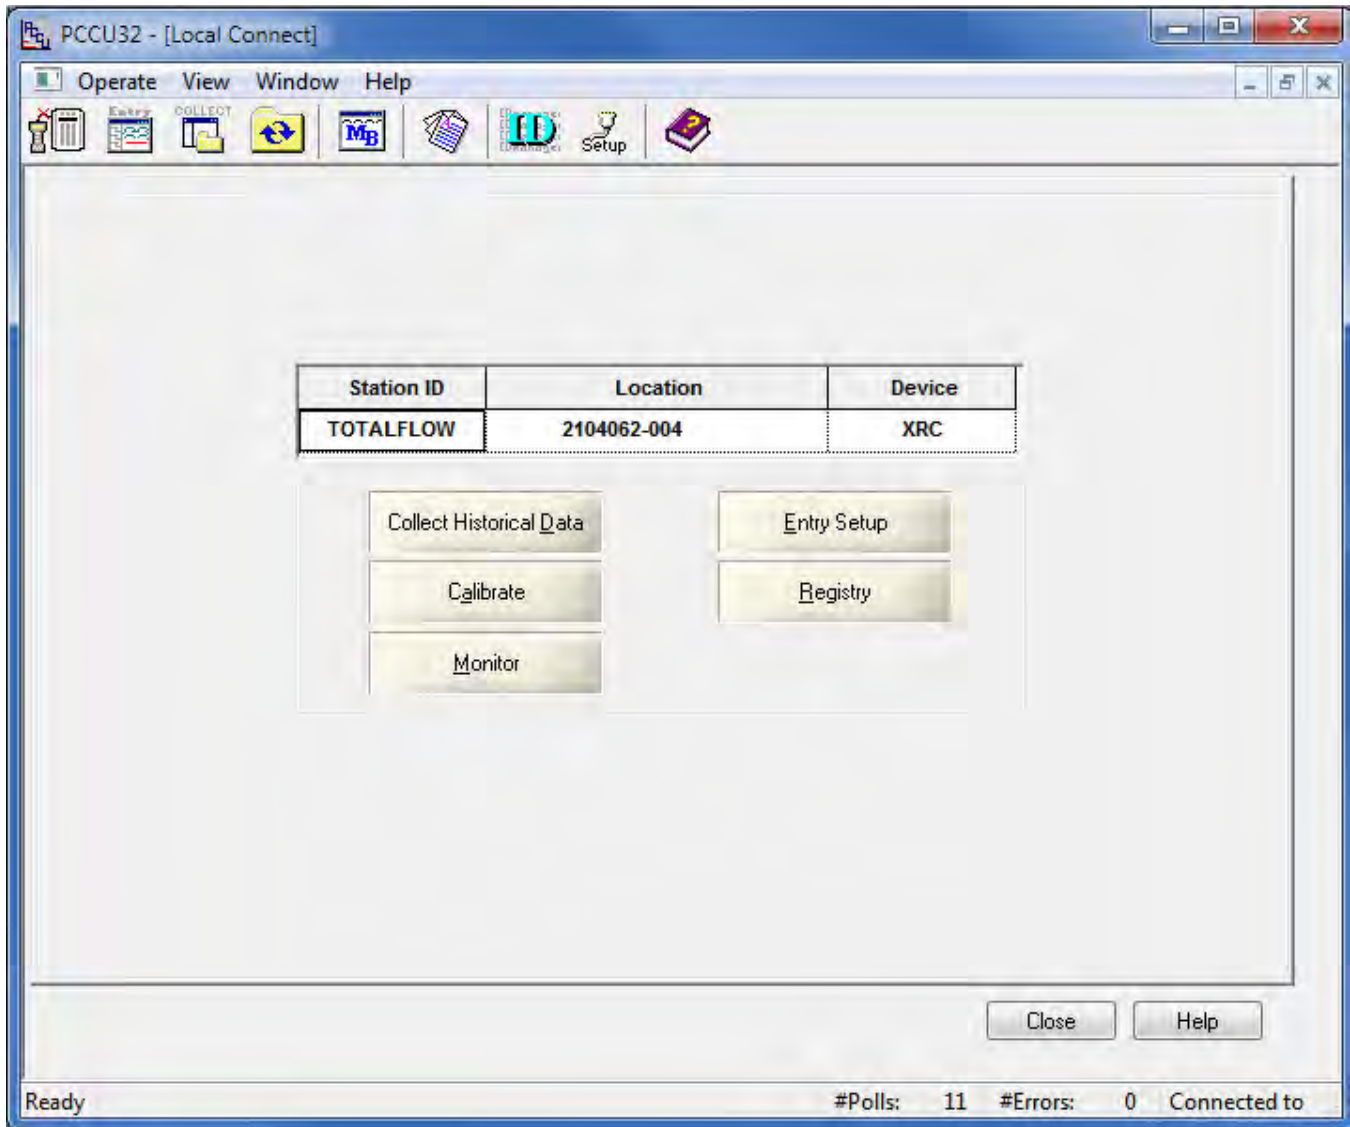 PCCU32 - [Local Connect]
Operate View Window Help
Entry COLLECT MB ID Setup
Station ID Location Device
TOTALFLOW 2104062-004 XRC
Collect Historical Data Entry Setup
Calibrate Registry
Monitor
Close Help
Ready #Polls: 11 #Errors: 0 Connected to